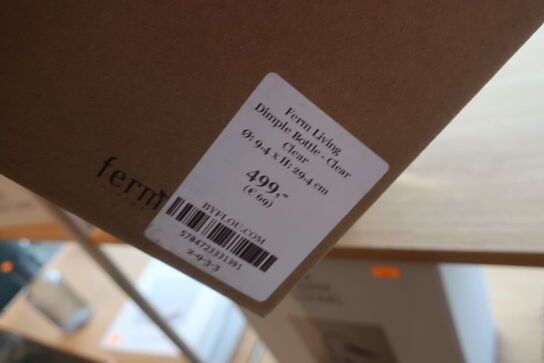 ferm
Ferm Living
Dimple Bottle - Clear
Clear
Ø: 9.4 x H: 29.4 cm
499,-
(€ 69)
BYFLOU.COM
5704723331391
2-0-3-3